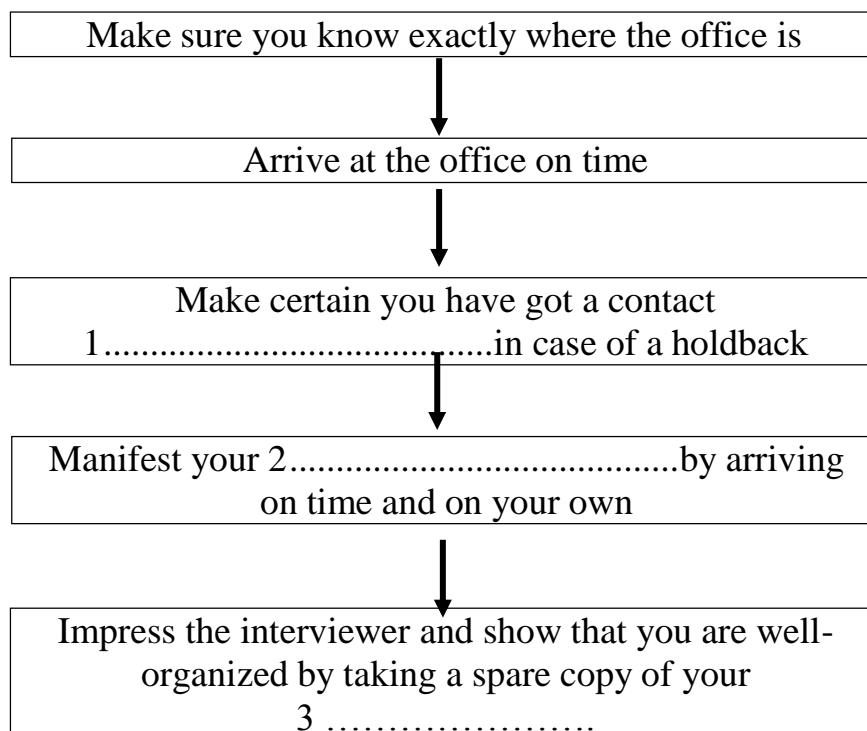 Make sure you know exactly where the office is
Arrive at the office on time
Make certain you have got a contact
1..........................................in case of a holdback
Manifest your 2..........................................by arriving
on time and on your own
Impress the interviewer and show that you are well-
organized by taking a spare copy of your
3 …………………….